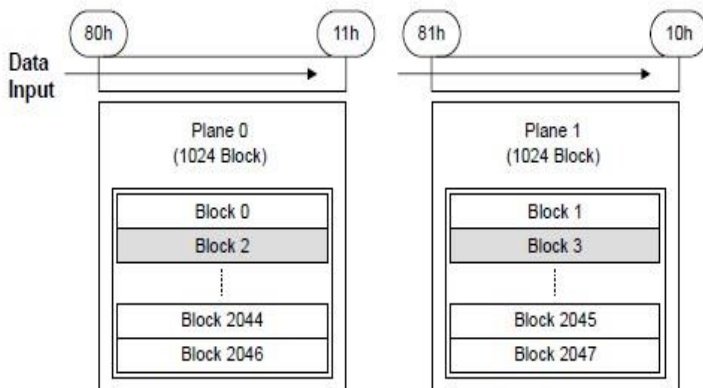 80h 11h 81h 10h
Data
Input
Plane 0
(1024 Block)
Plane 1
(1024 Block)
Block 0
Block 2
Block 2044
Block 2046
Block 1
Block 3
Block 2045
Block 2047